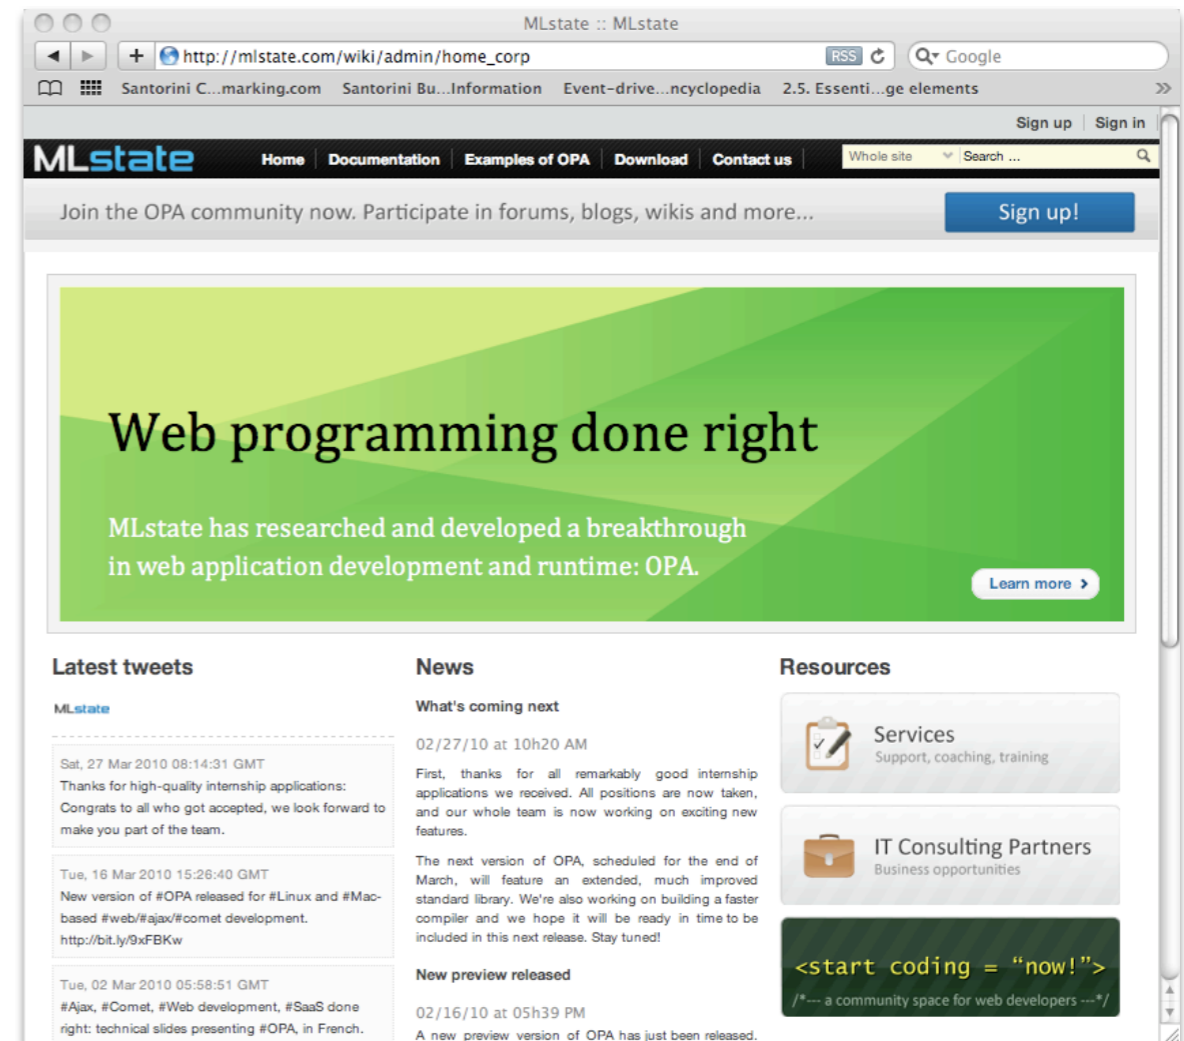 MLstate :: MLstate
http://mlstate.com/wiki/admin/home_corp
RSS
Google
Santorini C...marking.com
Santorini Bu...Information
Event-drive...ncyclopedia
2.5. Essenti...ge elements
Sign up
Sign in
MLstate
Home
Documentation
Examples of OPA
Download
Contact us
Whole site
Search ...
Join the OPA community now. Participate in forums, blogs, wikis and more...
Sign up!
Web programming done right
MLstate has researched and developed a breakthrough
in web application development and runtime: OPA.
Learn more
Latest tweets
MLstate
Sat, 27 Mar 2010 08:14:31 GMT
Thanks for high-quality internship applications:
Congrats to all who got accepted, we look forward to
make you part of the team.
Tue, 16 Mar 2010 15:26:40 GMT
New version of #OPA released for #Linux and #Mac-
based #web/#ajax/#comet development.
http://bit.ly/9xFBKw
Tue, 02 Mar 2010 05:58:51 GMT
#Ajax, #Comet, #Web development, #SaaS done
right: technical slides presenting #OPA, in French.
News
What's coming next
02/27/10 at 10h20 AM
First, thanks for all remarkably good internship
applications we received. All positions are now taken,
and our whole team is now working on exciting new
features.
The next version of OPA, scheduled for the end of
March, will feature an extended, much improved
standard library. We're also working on building a faster
compiler and we hope it will be ready in time to be
included in this next release. Stay tuned!
New preview released
02/16/10 at 05h39 PM
A new preview version of OPA has just been released.
Resources
Services
Support, coaching, training
IT Consulting Partners
Business opportunities
<start coding = “now!”>
/*--- a community space for web developers ---*/